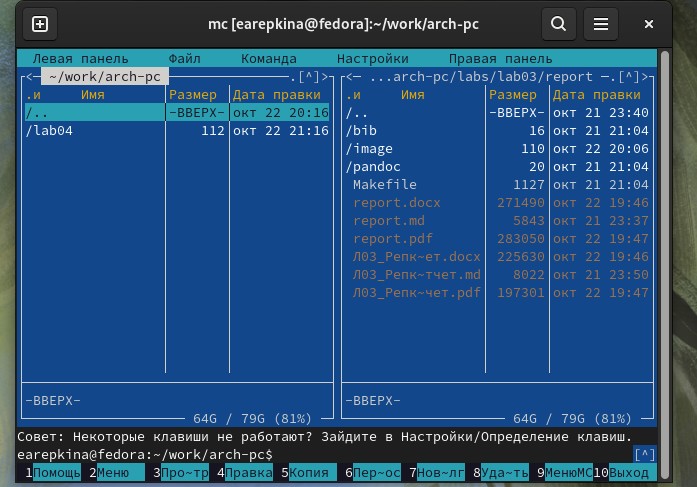 mc [earepkina@fedora]:~/work/arch-pc
Левая панель Файл Команда Настройки Правая панель
<— ~/work/arch-pc —.[^]>
.и Имя Размер Дата правки
/.. -ВВЕРХ- окт 22 20:16
/lab04 112 окт 22 21:16
-ВВЕРХ-
64G / 79G (81%)
<— ...arch-pc/labs/lab03/report —.[^]>
.и Имя Размер Дата правки
/.. -ВВЕРХ- окт 21 23:40
/bib 16 окт 21 21:04
/image 110 окт 22 20:06
/pandoc 20 окт 21 21:04
Makefile 1127 окт 21 21:04
report.docx 271490 окт 22 19:46
report.md 5843 окт 21 23:37
report.pdf 283050 окт 22 19:47
Л03_Репк~ет.docx 225630 окт 22 19:46
Л03_Репк~тчет.md 8022 окт 21 23:50
Л03_Репк~чет.pdf 197301 окт 22 19:47
-ВВЕРХ-
64G / 79G (81%)
Совет: Некоторые клавиши не работают? Зайдите в Настройки/Определение клавиш.
earepkina@fedora:~/work/arch-pc$ [^]
1Помощь 2Меню 3Про~тр 4Правка 5Копия 6Пер~ос 7Нов~лг 8Уда~ть 9МенюMC 10Выход